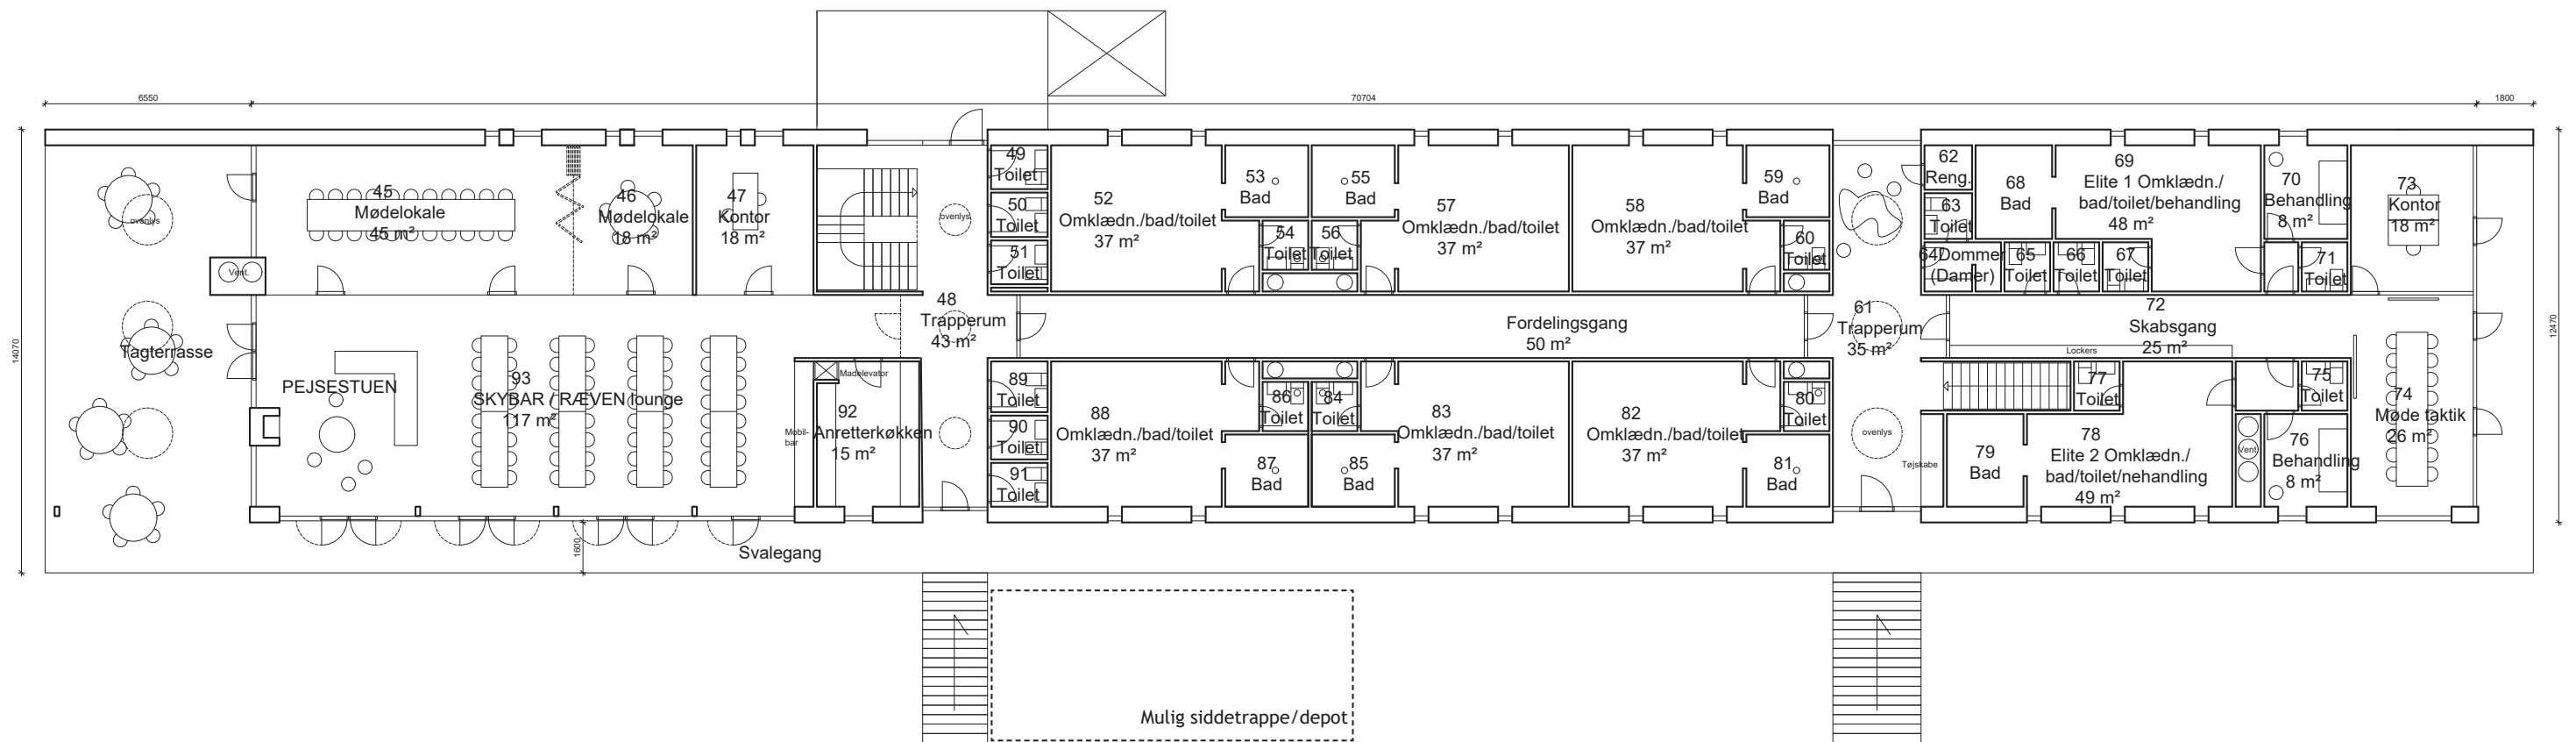 6550
70704
1800
14070
12470
1600
ovenlys
Vent.
Tagterrasse
45
Mødelokale
45 m²
46
Mødelokale
18 m²
47
Kontor
18 m²
ovenlys
48
Trapperum
43 m²
49
Toilet
50
Toilet
51
Toilet
52
Omklædn./bad/toilet
37 m²
53
Bad
54
Toilet
55
Bad
56
Toilet
57
Omklædn./bad/toilet
37 m²
58
Omklædn./bad/toilet
37 m²
59
Bad
60
Toilet
Fordelingsgang
50 m²
61
Trapperum
35 m²
62
Reng.
63
Toilet
64 Dommer
(Damer)
65
Toilet
66
Toilet
67
Toilet
68
Bad
69
Elite 1 Omklædn./
bad/toilet/behandling
48 m²
70
Behandling
8 m²
71
Toilet
72
Skabsgang
25 m²
Lockers
73
Kontor
18 m²
74
Møde taktik
26 m²
75
Toilet
76
Behandling
8 m²
Vent.
77
Toilet
78
Elite 2 Omklædn./
bad/toilet/nehandling
49 m²
79
Bad
Tøjskabe
ovenlys
80
Toilet
81
Bad
82
Omklædn./bad/toilet
37 m²
83
Omklædn./bad/toilet
37 m²
84
Toilet
85
Bad
86
Toilet
87
Bad
88
Omklædn./bad/toilet
37 m²
89
Toilet
90
Toilet
91
Toilet
Madelevator
92
Anretterkøkken
15 m²
Mobil-
bar
93
SKYBAR / RÆVEN lounge
117 m²
PEJSESTUEN
Svalegang
Mulig siddetrappe/depot